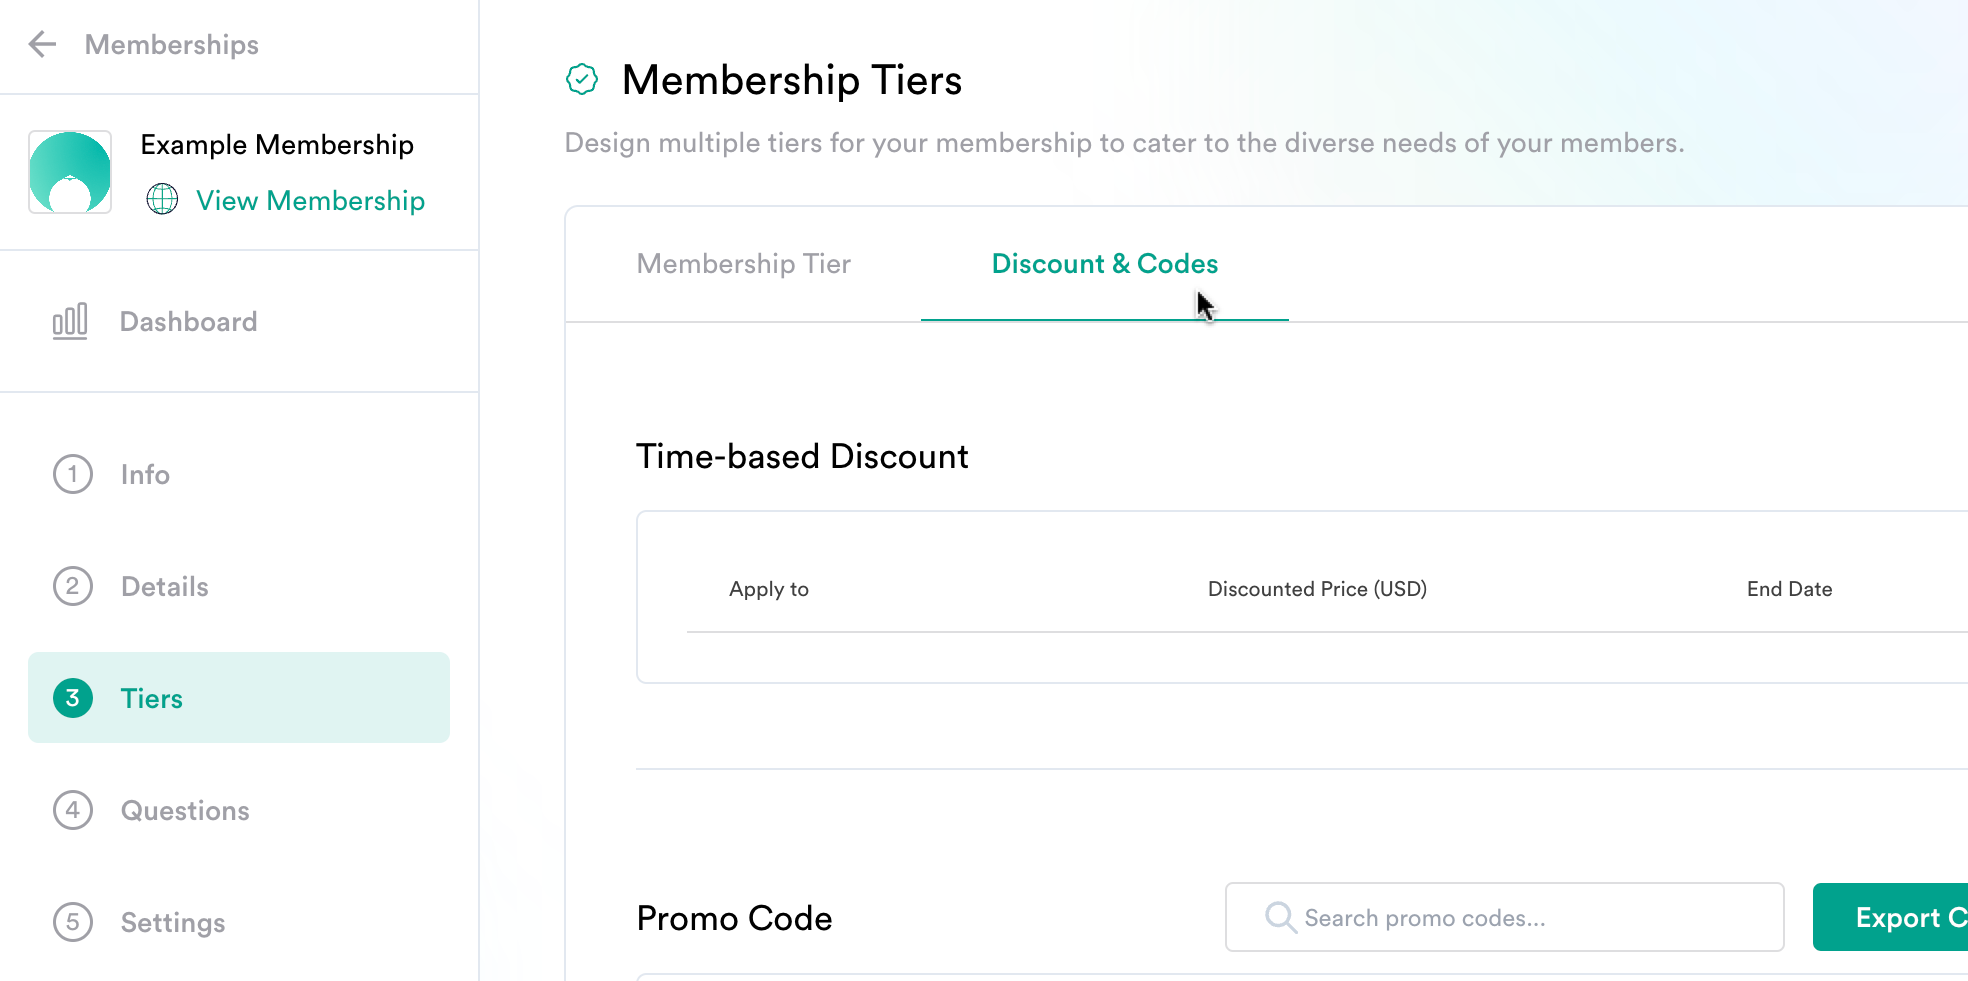 Memberships
Example Membership
View Membership
Dashboard
1 Info
2 Details
3 Tiers
4 Questions
5 Settings
Membership Tiers
Design multiple tiers for your membership to cater to the diverse needs of your members.
Membership Tier Discount & Codes
Time-based Discount
Apply to Discounted Price (USD) End Date
Promo Code Search promo codes... Export C